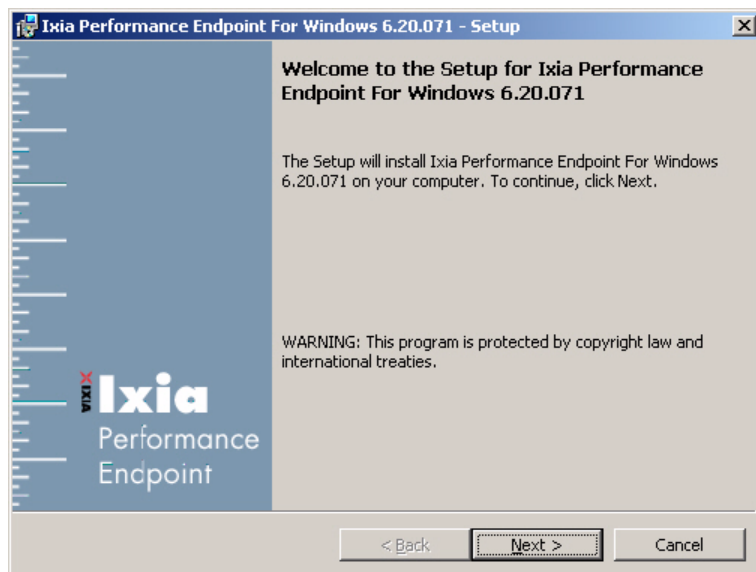 Ixia Performance Endpoint For Windows 6.20.071 - Setup
Welcome to the Setup for Ixia Performance
Endpoint For Windows 6.20.071
The Setup will install Ixia Performance Endpoint For Windows
6.20.071 on your computer. To continue, click Next.
WARNING: This program is protected by copyright law and
international treaties.
IXIA
Ixia
Performance
Endpoint
< Back
Next >
Cancel